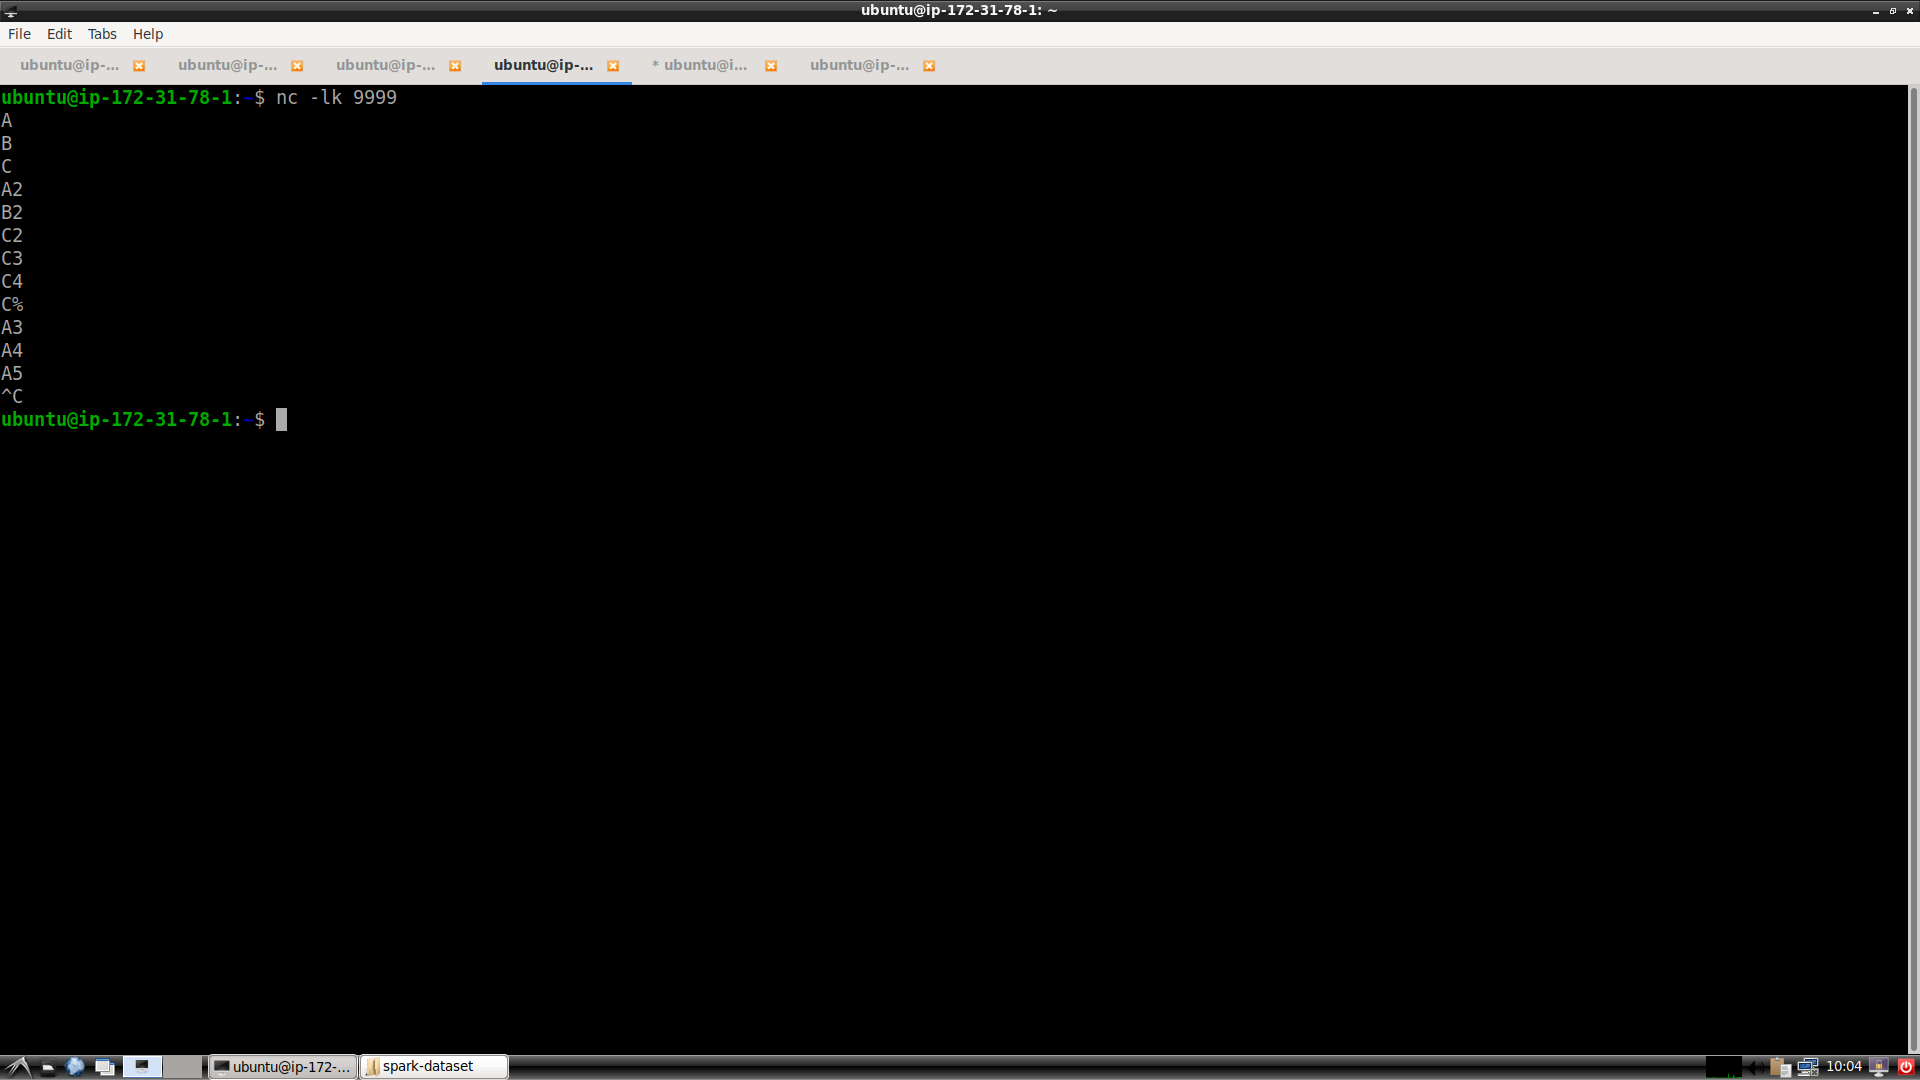 ubuntu@ip-172-31-78-1: ~
File Edit Tabs Help
ubuntu@ip-... ubuntu@ip-... ubuntu@ip-... ubuntu@ip-... * ubuntu@i... ubuntu@ip-...
ubuntu@ip-172-31-78-1:~$ nc -lk 9999
A
B
C
A2
B2
C2
C3
C4
C%
A3
A4
A5
^C
ubuntu@ip-172-31-78-1:~$
ubuntu@ip-172-... spark-dataset 10:04